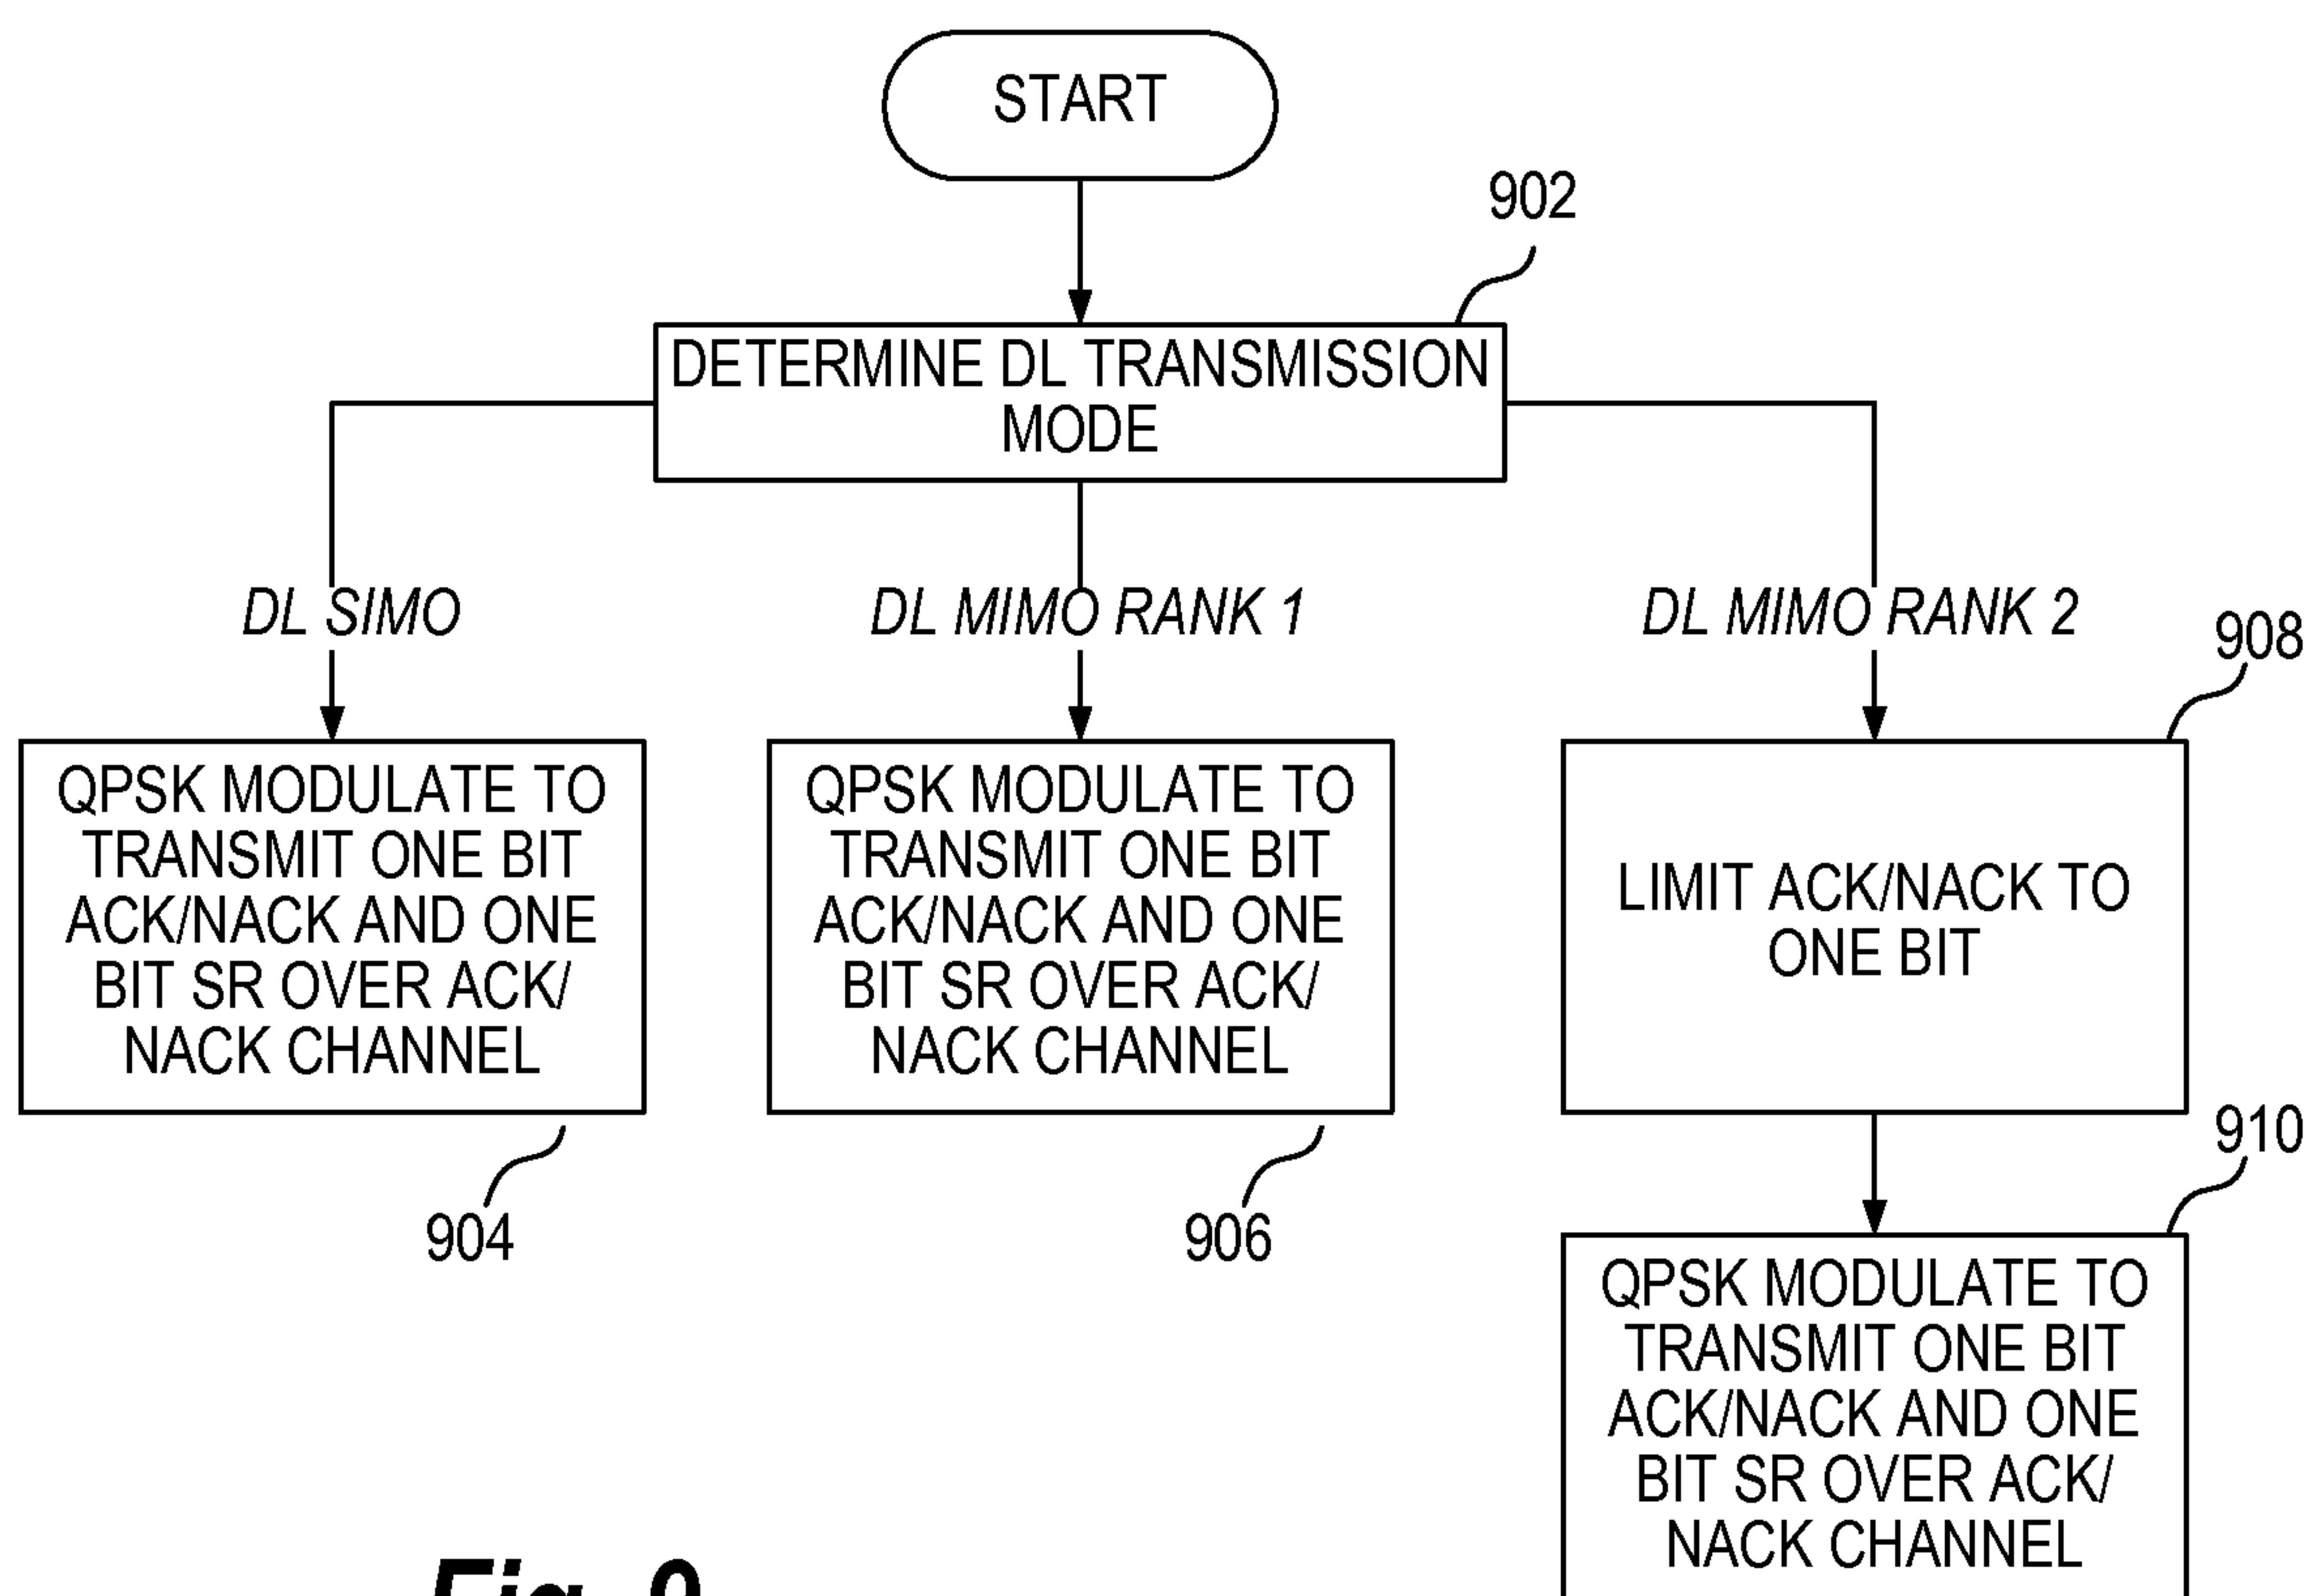 START
902
DETERMINE DL TRANSMISSION
MODE
DL SIMO
DL MIMO RANK 1
DL MIMO RANK 2
908
QPSK MODULATE TO
TRANSMIT ONE BIT
ACK/NACK AND ONE
BIT SR OVER ACK/
NACK CHANNEL
904
QPSK MODULATE TO
TRANSMIT ONE BIT
ACK/NACK AND ONE
BIT SR OVER ACK/
NACK CHANNEL
906
LIMIT ACK/NACK TO
ONE BIT
910
QPSK MODULATE TO
TRANSMIT ONE BIT
ACK/NACK AND ONE
BIT SR OVER ACK/
NACK CHANNEL
Fig. 9